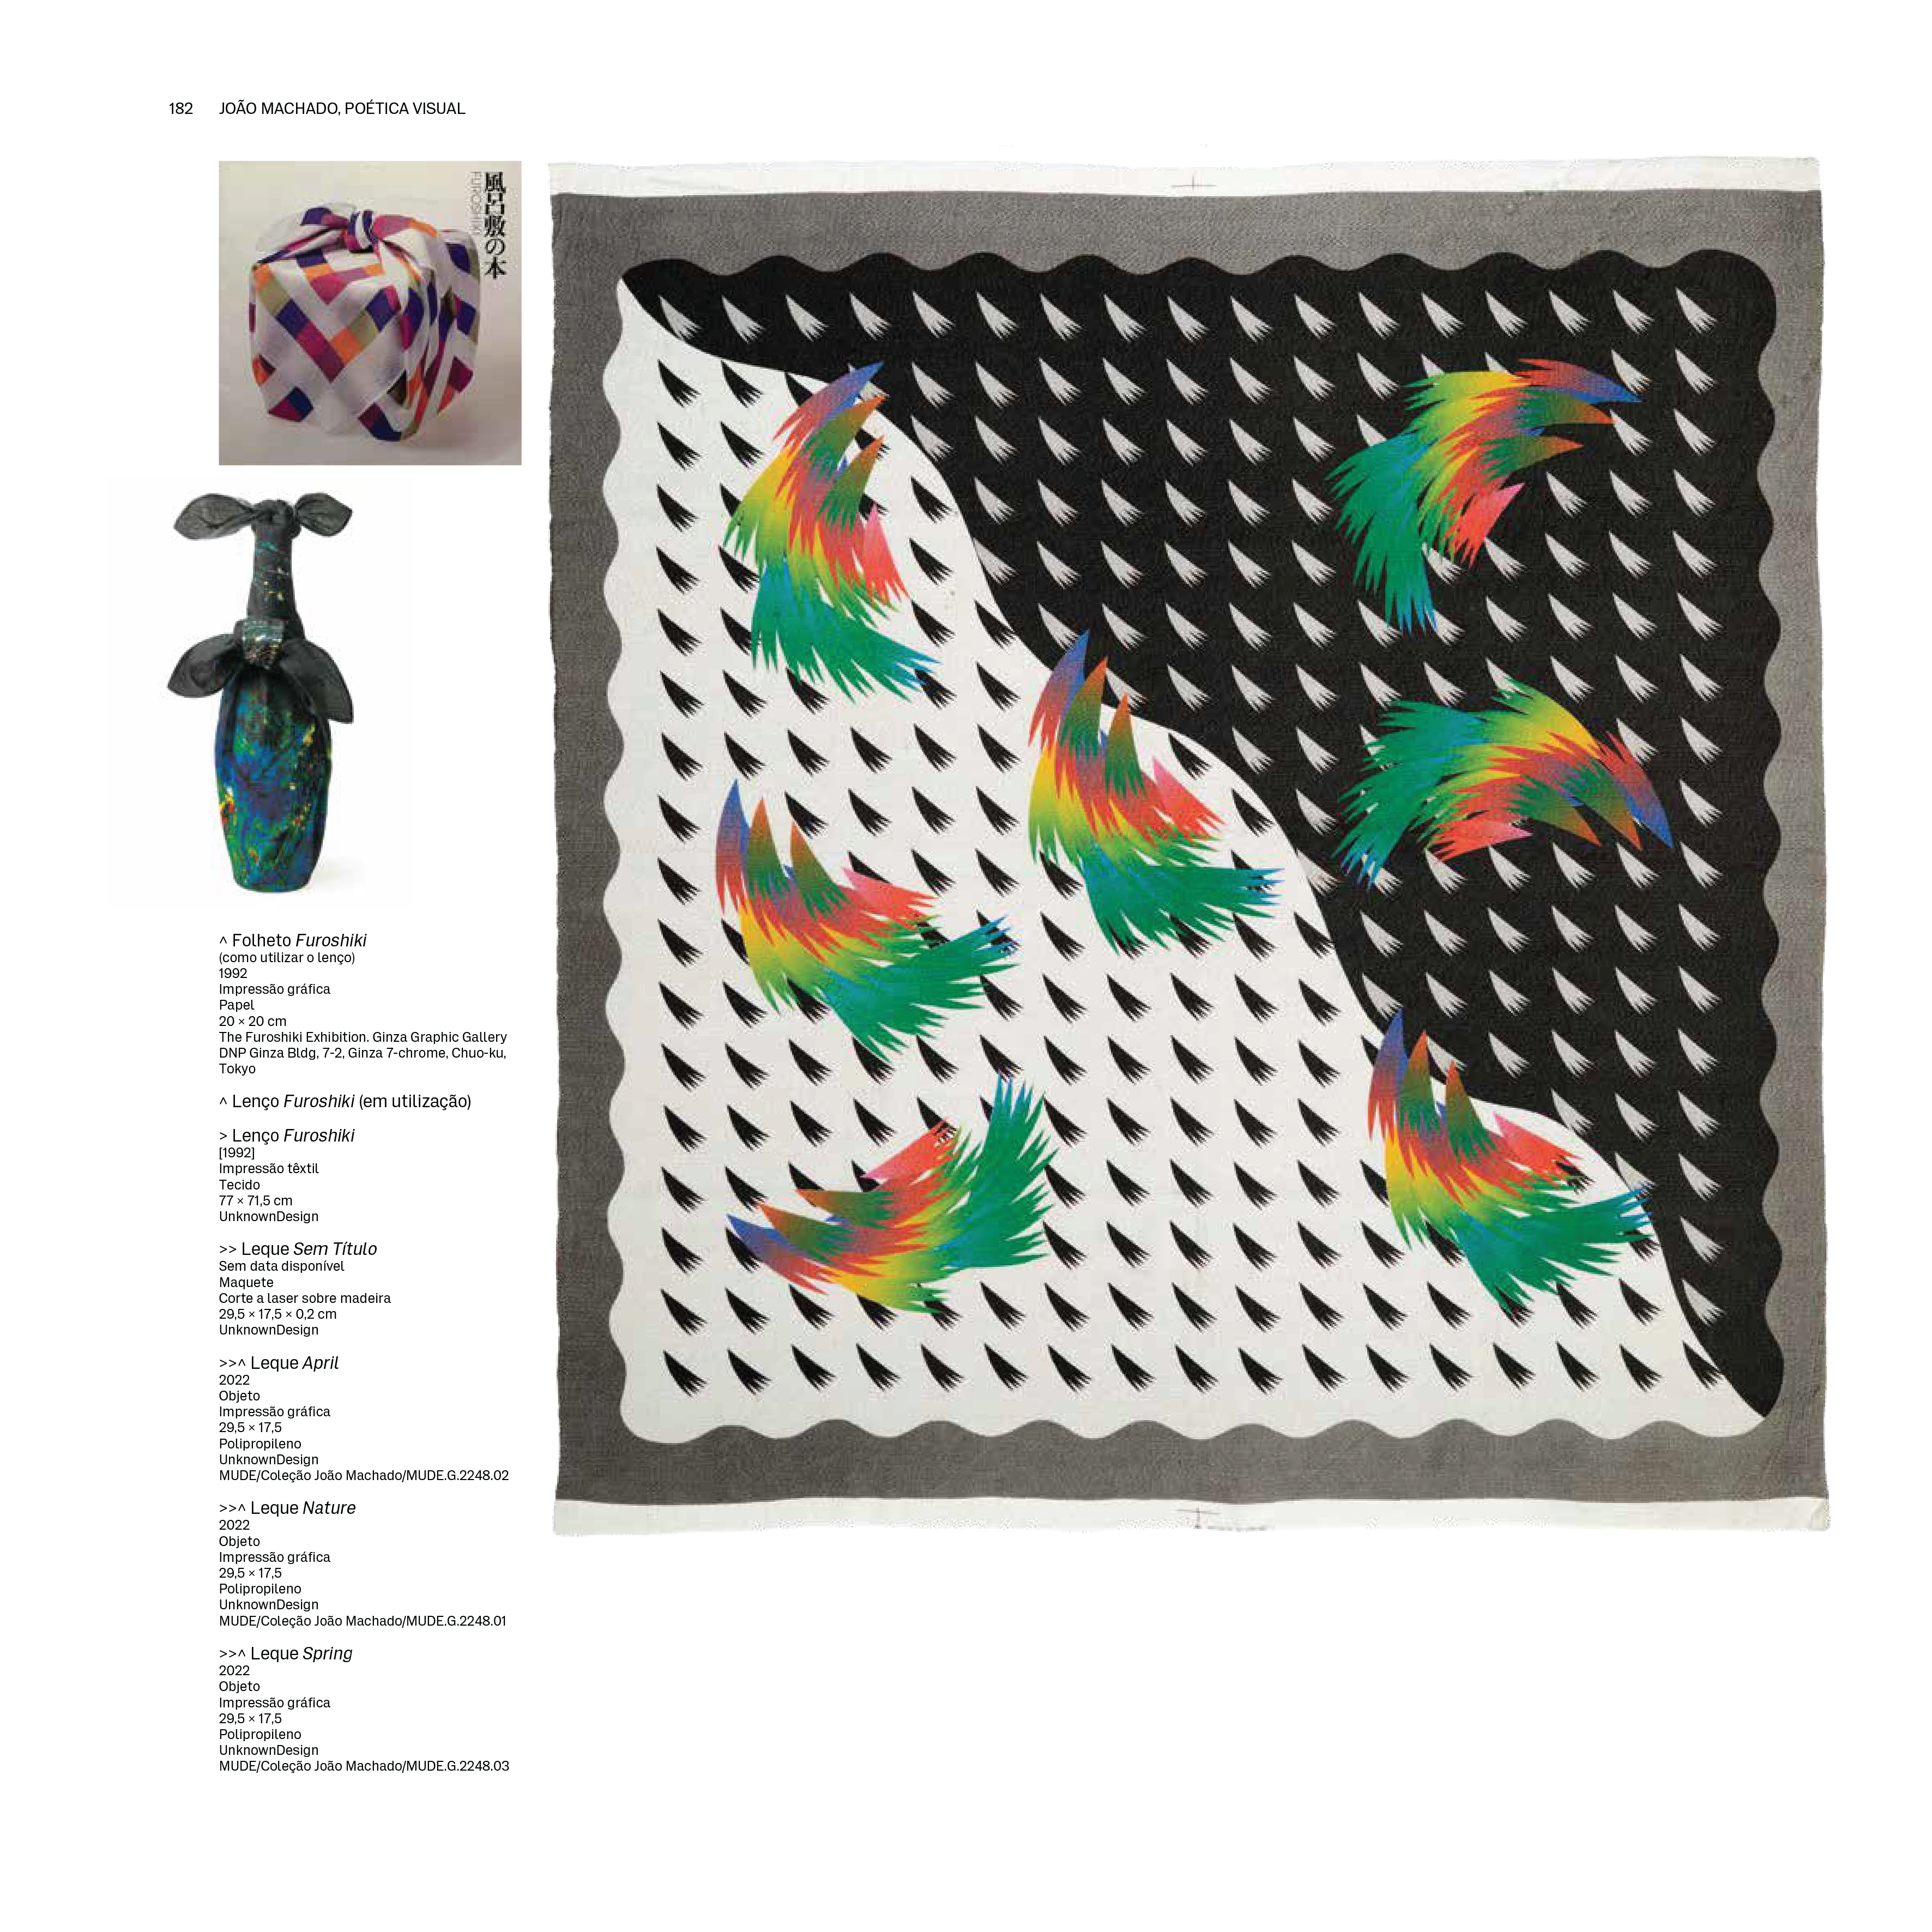 182 JOÃO MACHADO, POÉTICA VISUAL
風呂敷の本
FUROSHIKI
^ Folheto Furoshiki
(como utilizar o lenço)
1992
Impressão gráfica
Papel
20 × 20 cm
The Furoshiki Exhibition. Ginza Graphic Gallery
DNP Ginza Bldg, 7-2, Ginza 7-chrome, Chuo-ku,
Tokyo
^ Lenço Furoshiki (em utilização)
> Lenço Furoshiki
[1992]
Impressão têxtil
Tecido
77 × 71,5 cm
UnknownDesign
>> Leque Sem Título
Sem data disponível
Maquete
Corte a laser sobre madeira
29,5 × 17,5 × 0,2 cm
UnknownDesign
>>^ Leque April
2022
Objeto
Impressão gráfica
29,5 × 17,5
Polipropileno
UnknownDesign
MUDE/Coleção João Machado/MUDE.G.2248.02
>>^ Leque Nature
2022
Objeto
Impressão gráfica
29,5 × 17,5
Polipropileno
UnknownDesign
MUDE/Coleção João Machado/MUDE.G.2248.01
>>^ Leque Spring
2022
Objeto
Impressão gráfica
29,5 × 17,5
Polipropileno
UnknownDesign
MUDE/Coleção João Machado/MUDE.G.2248.03